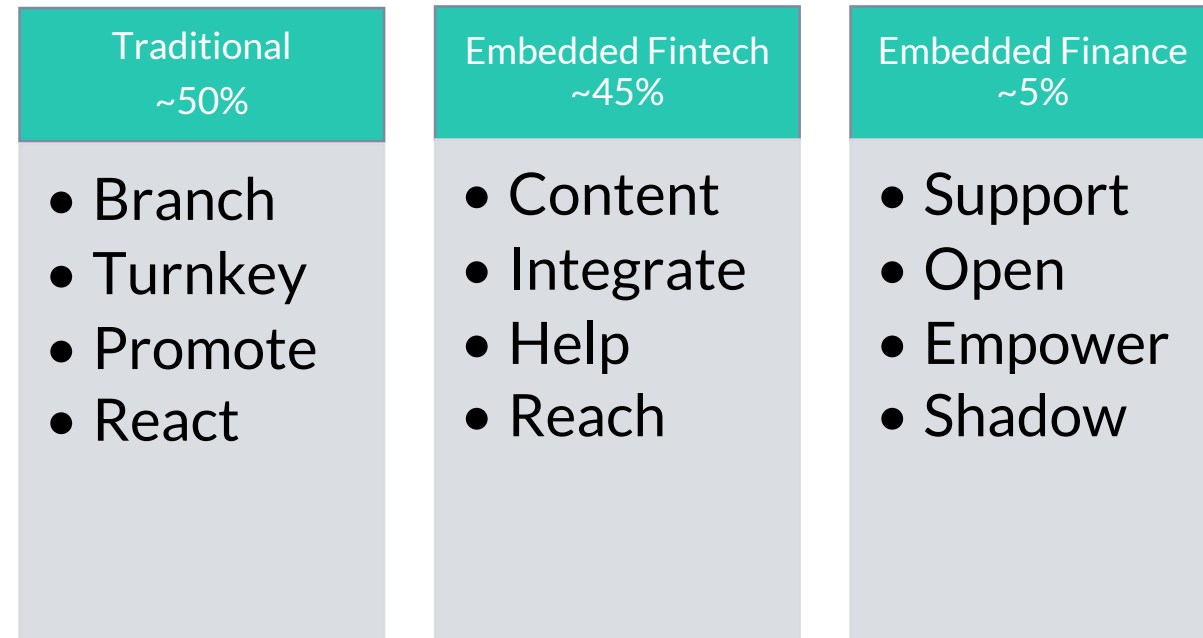 Traditional
~50%
• Branch
• Turnkey
• Promote
• React
Embedded Fintech
~45%
• Content
• Integrate
• Help
• Reach
Embedded Finance
~5%
• Support
• Open
• Empower
• Shadow